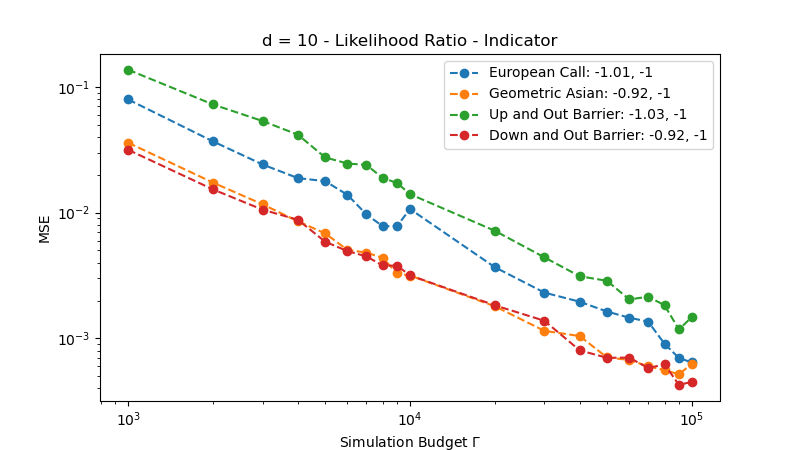 d = 10 - Likelihood Ratio - Indicator
European Call: -1.01, -1
Geometric Asian: -0.92, -1
Up and Out Barrier: -1.03, -1
Down and Out Barrier: -0.92, -1
MSE
10⁻¹
10⁻²
10⁻³
10³
10⁴
10⁵
Simulation Budget Γ